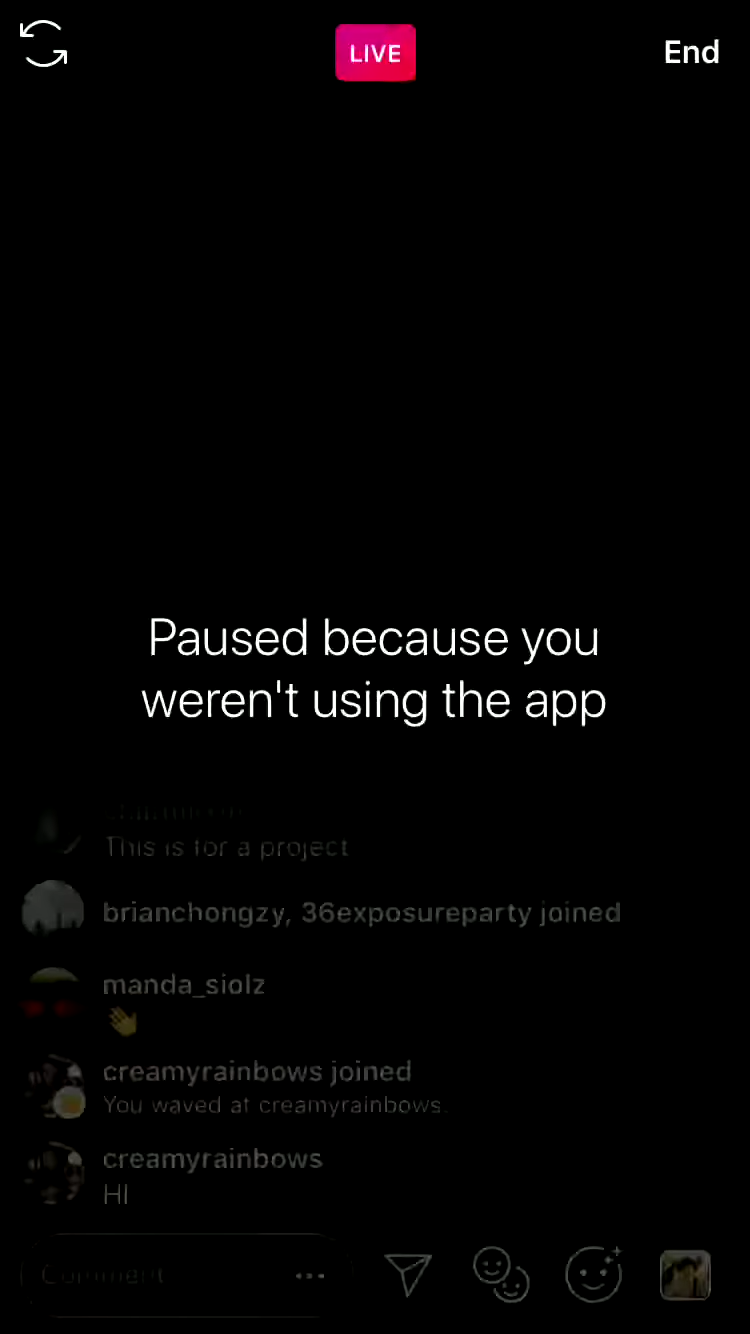 LIVE
End
Paused because you
weren't using the app
This is for a project
brianchongzy, 36exposureparty joined
manda_siolz
creamyrainbows joined
You waved at creamyrainbows.
creamyrainbows
HI
Comment